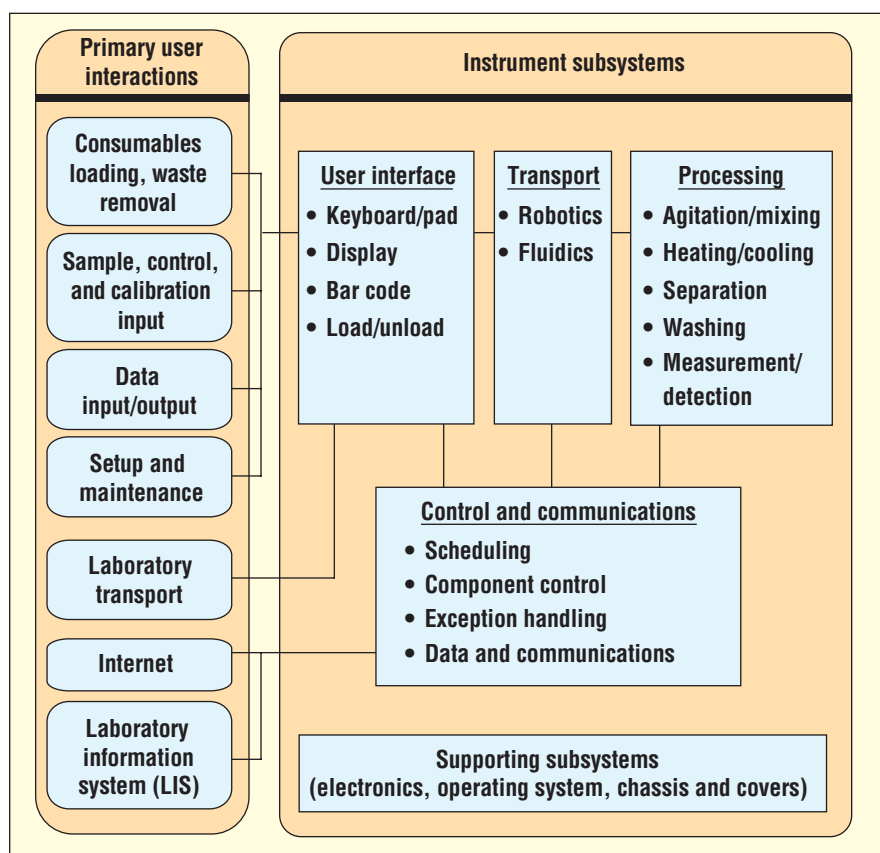 Primary user
interactions
Consumables
loading, waste
removal
Sample, control,
and calibration
input
Data
input/output
Setup and
maintenance
Laboratory
transport
Internet
Laboratory
information
system (LIS)
Instrument subsystems
User interface
• Keyboard/pad
• Display
• Bar code
• Load/unload
Transport
• Robotics
• Fluidics
Processing
• Agitation/mixing
• Heating/cooling
• Separation
• Washing
• Measurement/
detection
Control and communications
• Scheduling
• Component control
• Exception handling
• Data and communications
Supporting subsystems
(electronics, operating system, chassis and covers)